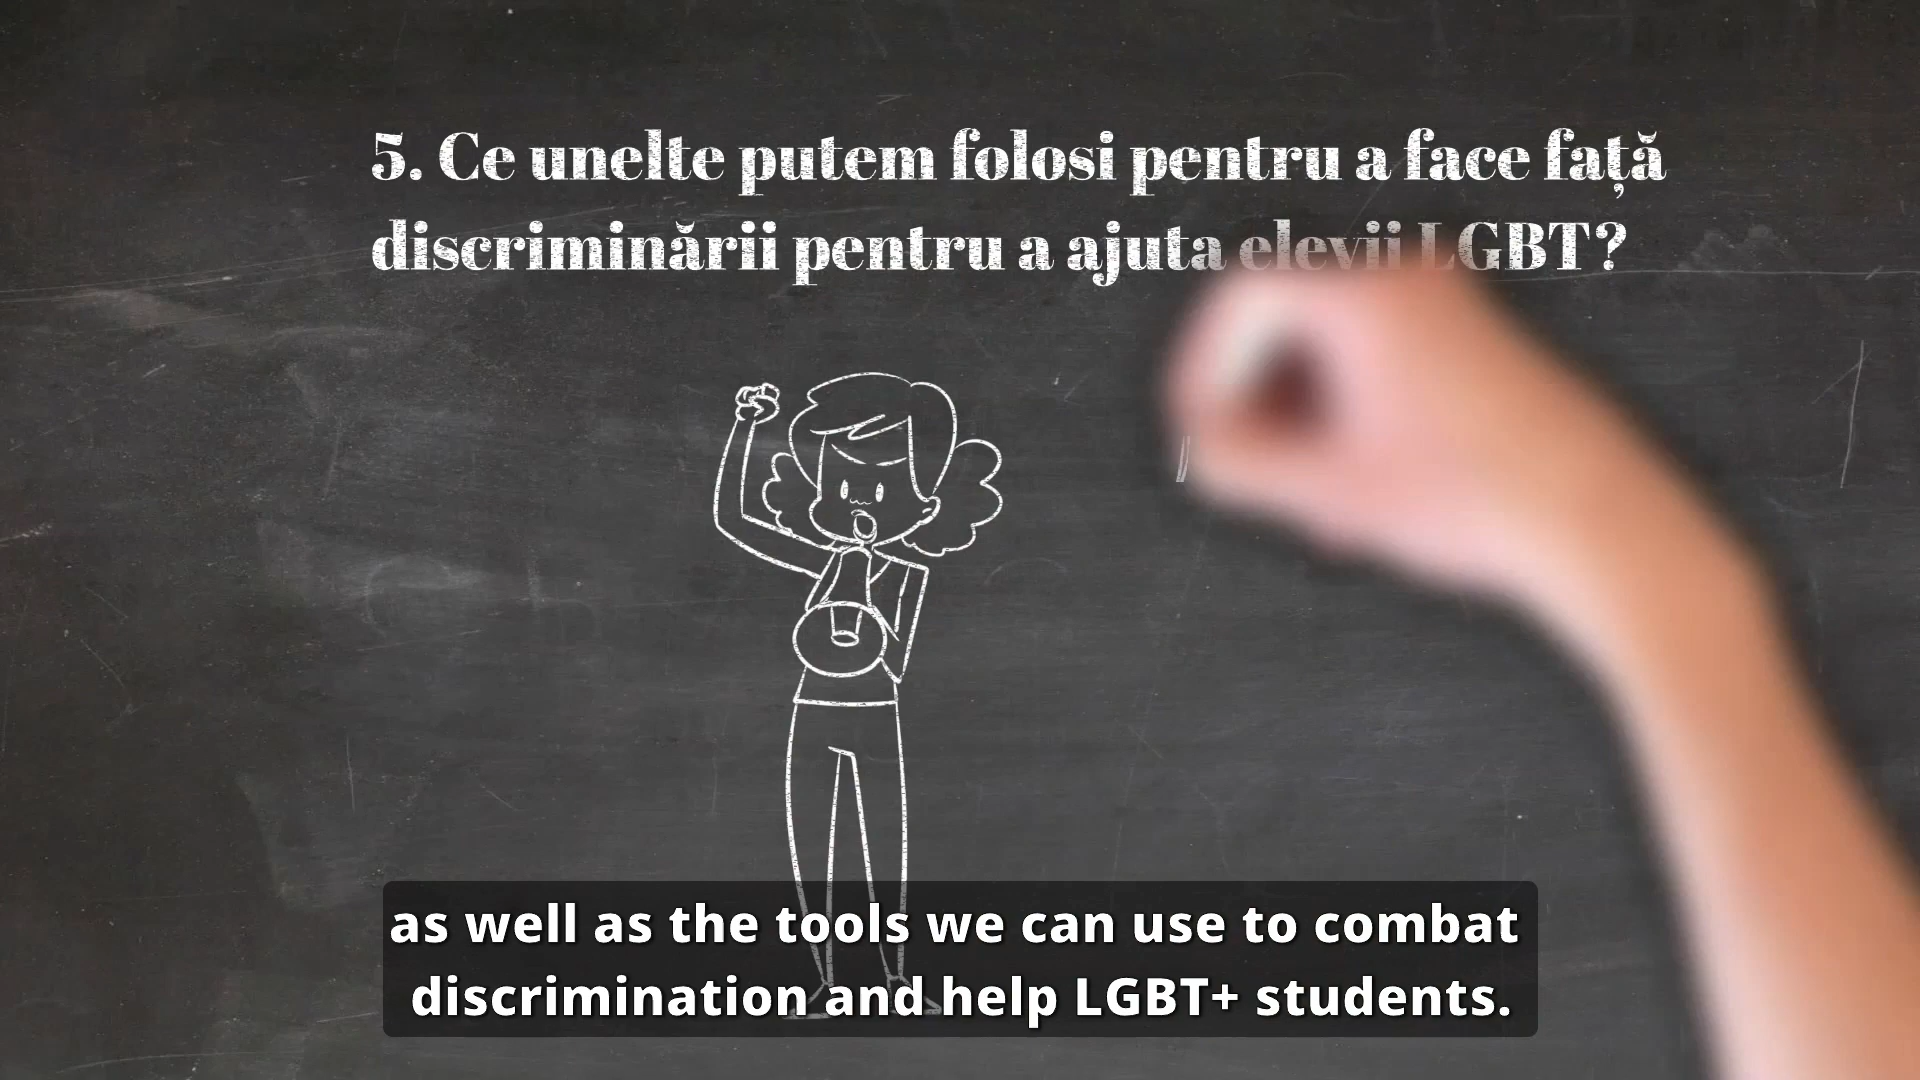 5. Ce unelte putem folosi pentru a face față
discriminării pentru a ajuta elevii LGBT?
as well as the tools we can use to combat
discrimination and help LGBT+ students.